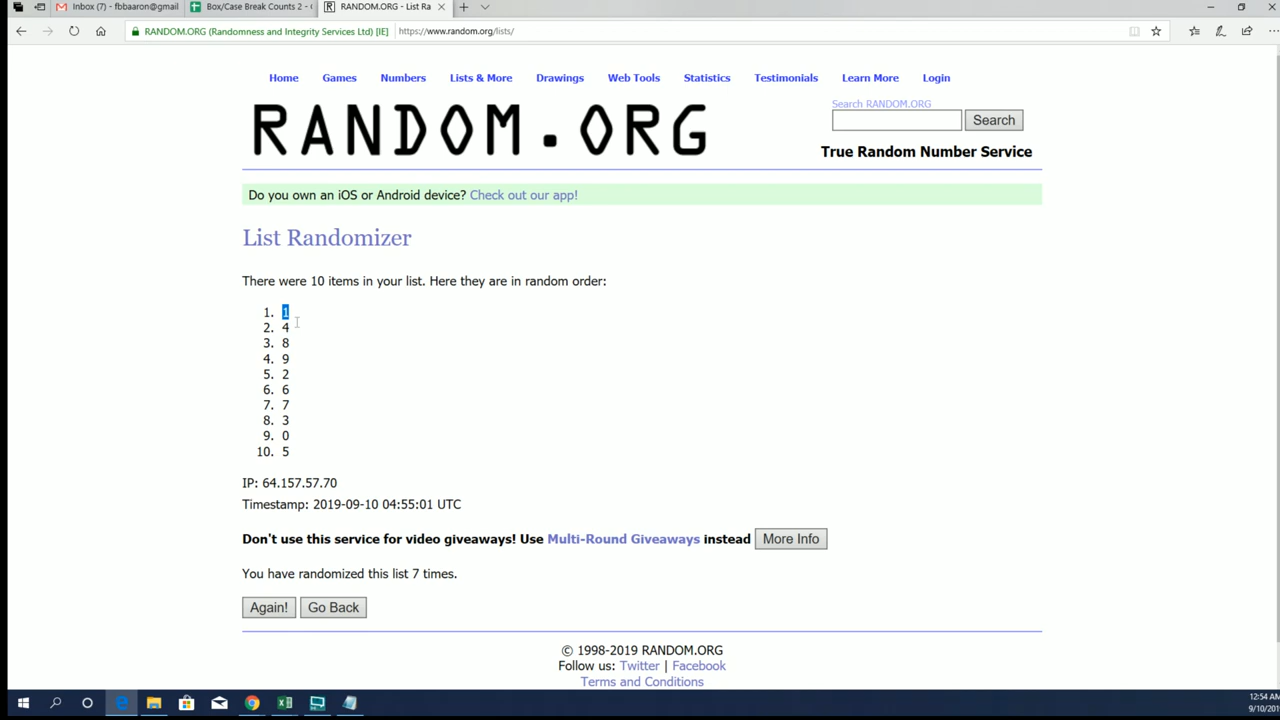 Inbox (7) - fbbaaron@gmail
Box/Case Break Counts 2 -
RANDOM.ORG - List Ra
RANDOM.ORG (Randomness and Integrity Services Ltd) [IE]
https://www.random.org/lists/
Home Games Numbers Lists & More Drawings Web Tools Statistics Testimonials Learn More Login
Search RANDOM.ORG
RANDOM.ORG
Search
True Random Number Service
Do you own an iOS or Android device? Check out our app!
List Randomizer
There were 10 items in your list. Here they are in random order:
1. 1
2. 4
3. 8
4. 9
5. 2
6. 6
7. 7
8. 3
9. 0
10. 5
IP: 64.157.57.70
Timestamp: 2019-09-10 04:55:01 UTC
Don't use this service for video giveaways! Use Multi-Round Giveaways instead More Info
You have randomized this list 7 times.
Again! Go Back
© 1998-2019 RANDOM.ORG
Follow us: Twitter | Facebook
Terms and Conditions
12:54 AM
9/10/201